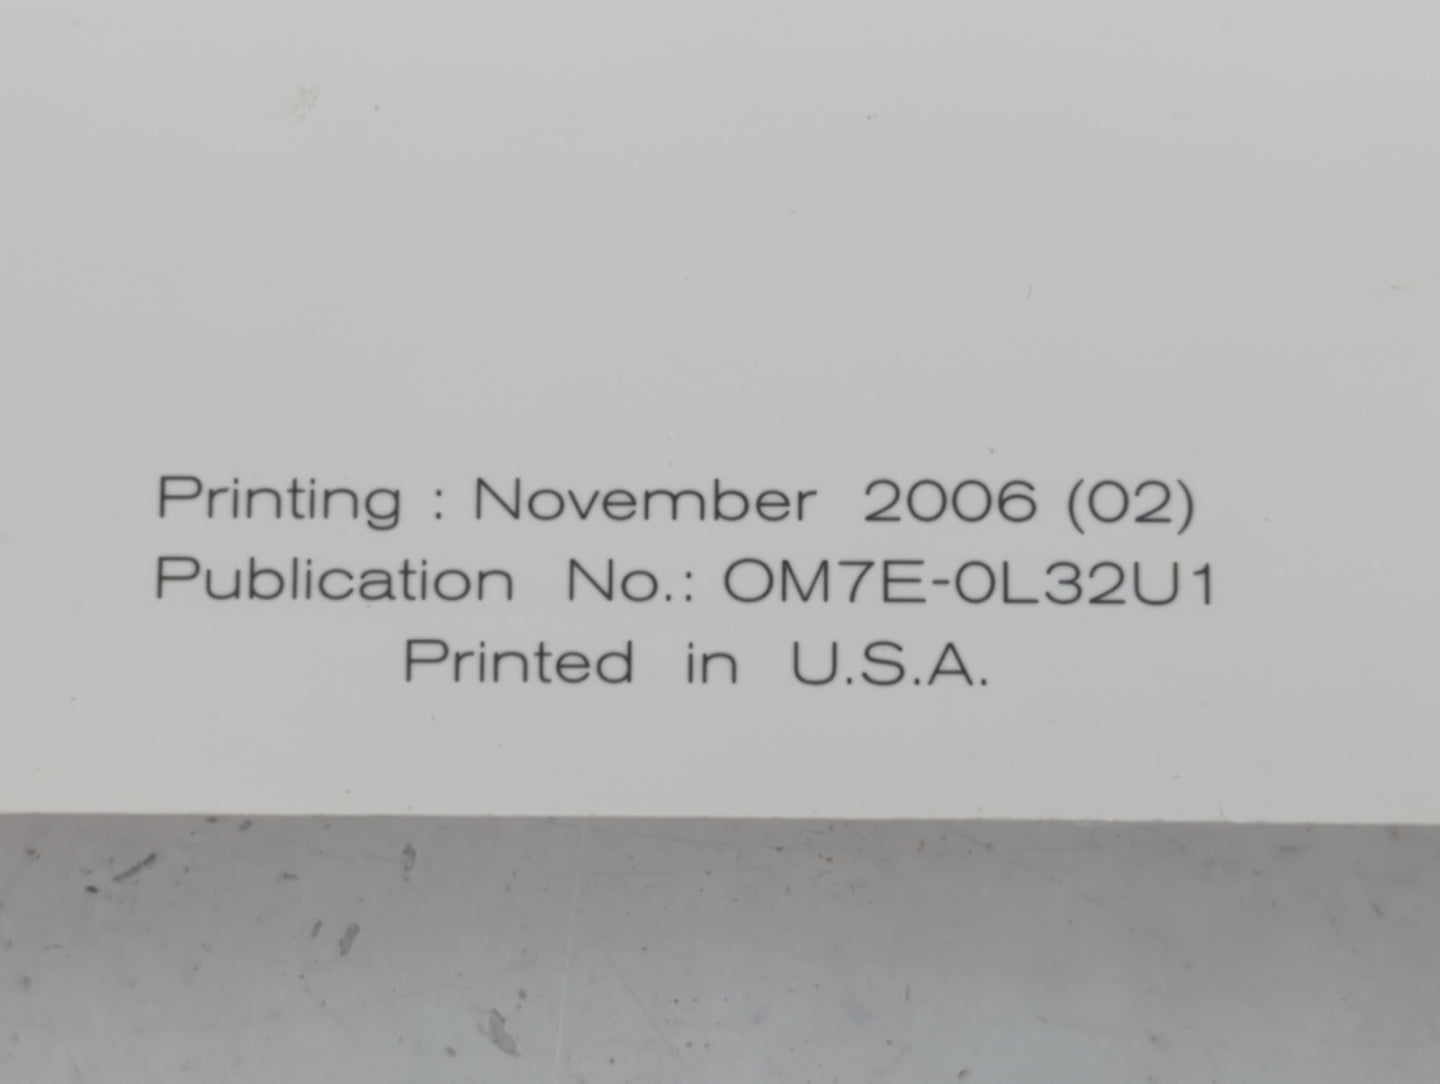 Printing : November 2006 (02)
Publication No.: OM7E-0L32U1
Printed in U.S.A.